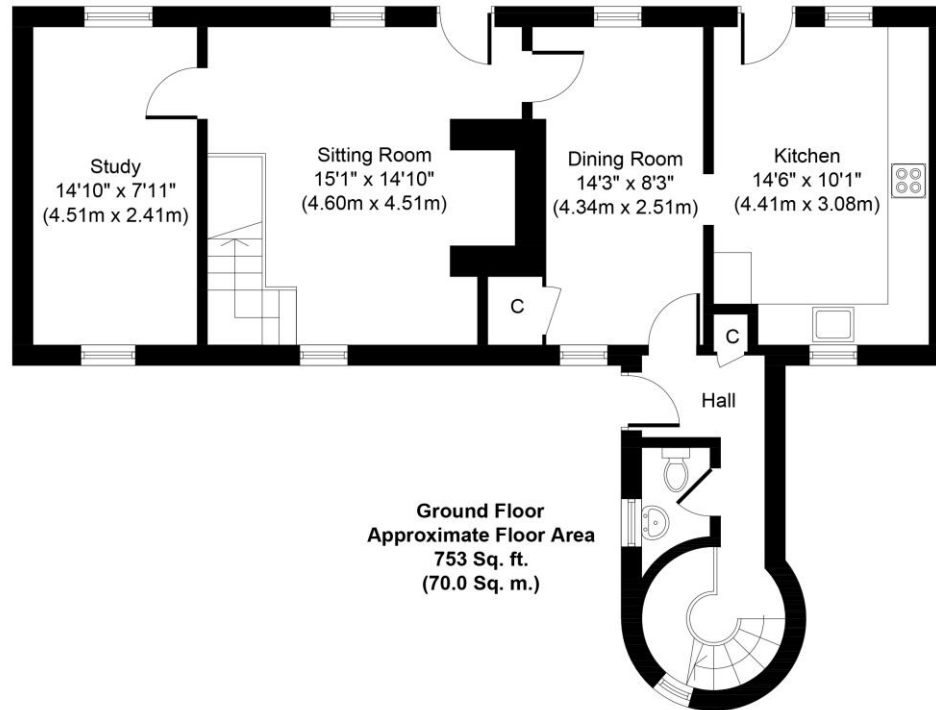 Study
14'10" x 7'11"
(4.51m x 2.41m)
Sitting Room
15'1" x 14'10"
(4.60m x 4.51m)
Dining Room
14'3" x 8'3"
(4.34m x 2.51m)
Kitchen
14'6" x 10'1"
(4.41m x 3.08m)
C
C
Hall
Ground Floor
Approximate Floor Area
753 Sq. ft.
(70.0 Sq. m.)